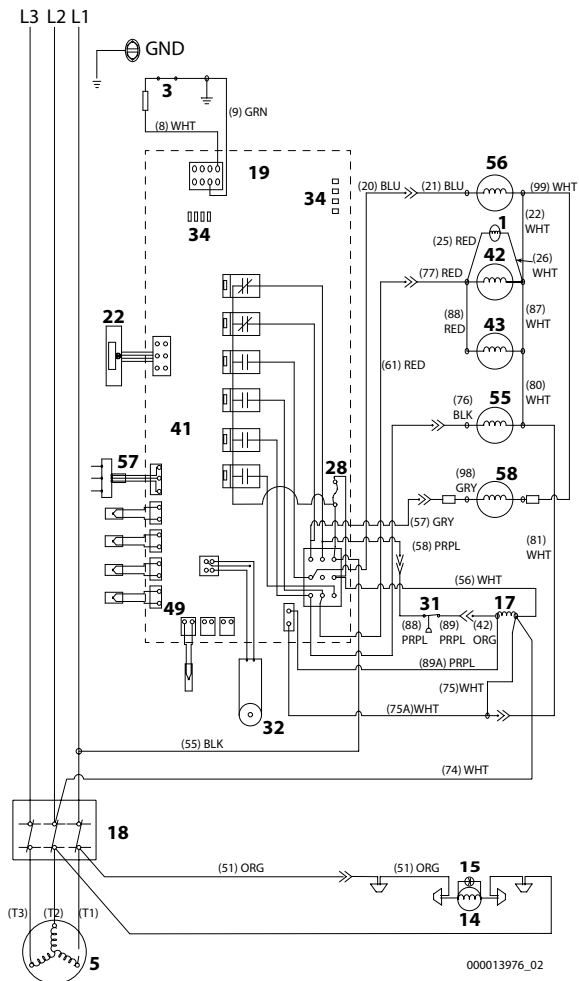 L3 L2 L1
GND
3
(9) GRN
(8) WHT
19
34
34
(20) BLU
(21) BLU
56
(99) WHT
(22)
WHT
1
(25) RED
(26)
WHT
42
(77) RED
(88)
RED
(87)
WHT
43
22
(61) RED
(80)
WHT
(76)
BLK
55
41
57
28
(98)
GRY
58
(57) GRY
(58) PRPL
(81)
WHT
(56) WHT
49
31
17
(88)
PRPL
(89)
PRPL
(42)
ORG
(89A) PRPL
(75)WHT
32
(75A)WHT
(55) BLK
(74) WHT
18
(51) ORG
(51) ORG
15
14
(T3) (T2) (T1)
5
000013976_02